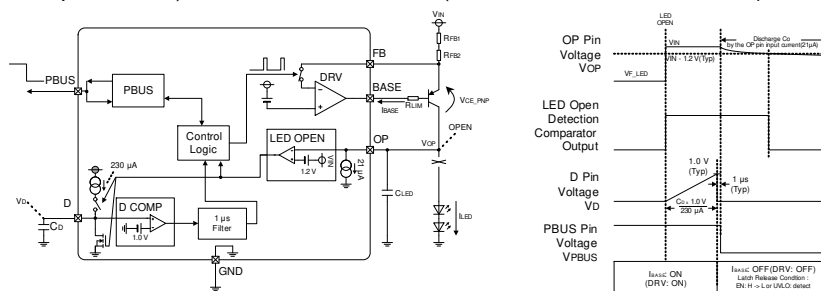 VIN
RFB1
RFB2
FB
PBUS
PBUS
DRV
BASE
IBASE
RLIM
VCE_PNP
Control
Logic
LED OPEN
OP
VOP
OPEN
VIN
1.2 V
21 µA
230 µA
CLED
ILED
D
VD
CD
D COMP
1.0 V
1 µs
Filter
GND
LED
OPEN
OP Pin
Voltage
VOP
VIN
Discharge Co
by the OP pin input current(21µA)
VIN - 1.2 V(Typ)
VF_LED
LED Open
Detection
Comparator
Output
D Pin
Voltage
VD
1.0 V
(Typ)
1 µs
(Typ)
CD x 1.0 V
230 µA
PBUS Pin
Voltage
VPBUS
IBASE: ON
(DRV: ON)
IBASE: OFF(DRV: OFF)
Latch Release Condtion :
EN: H -> L or UVLO: detect